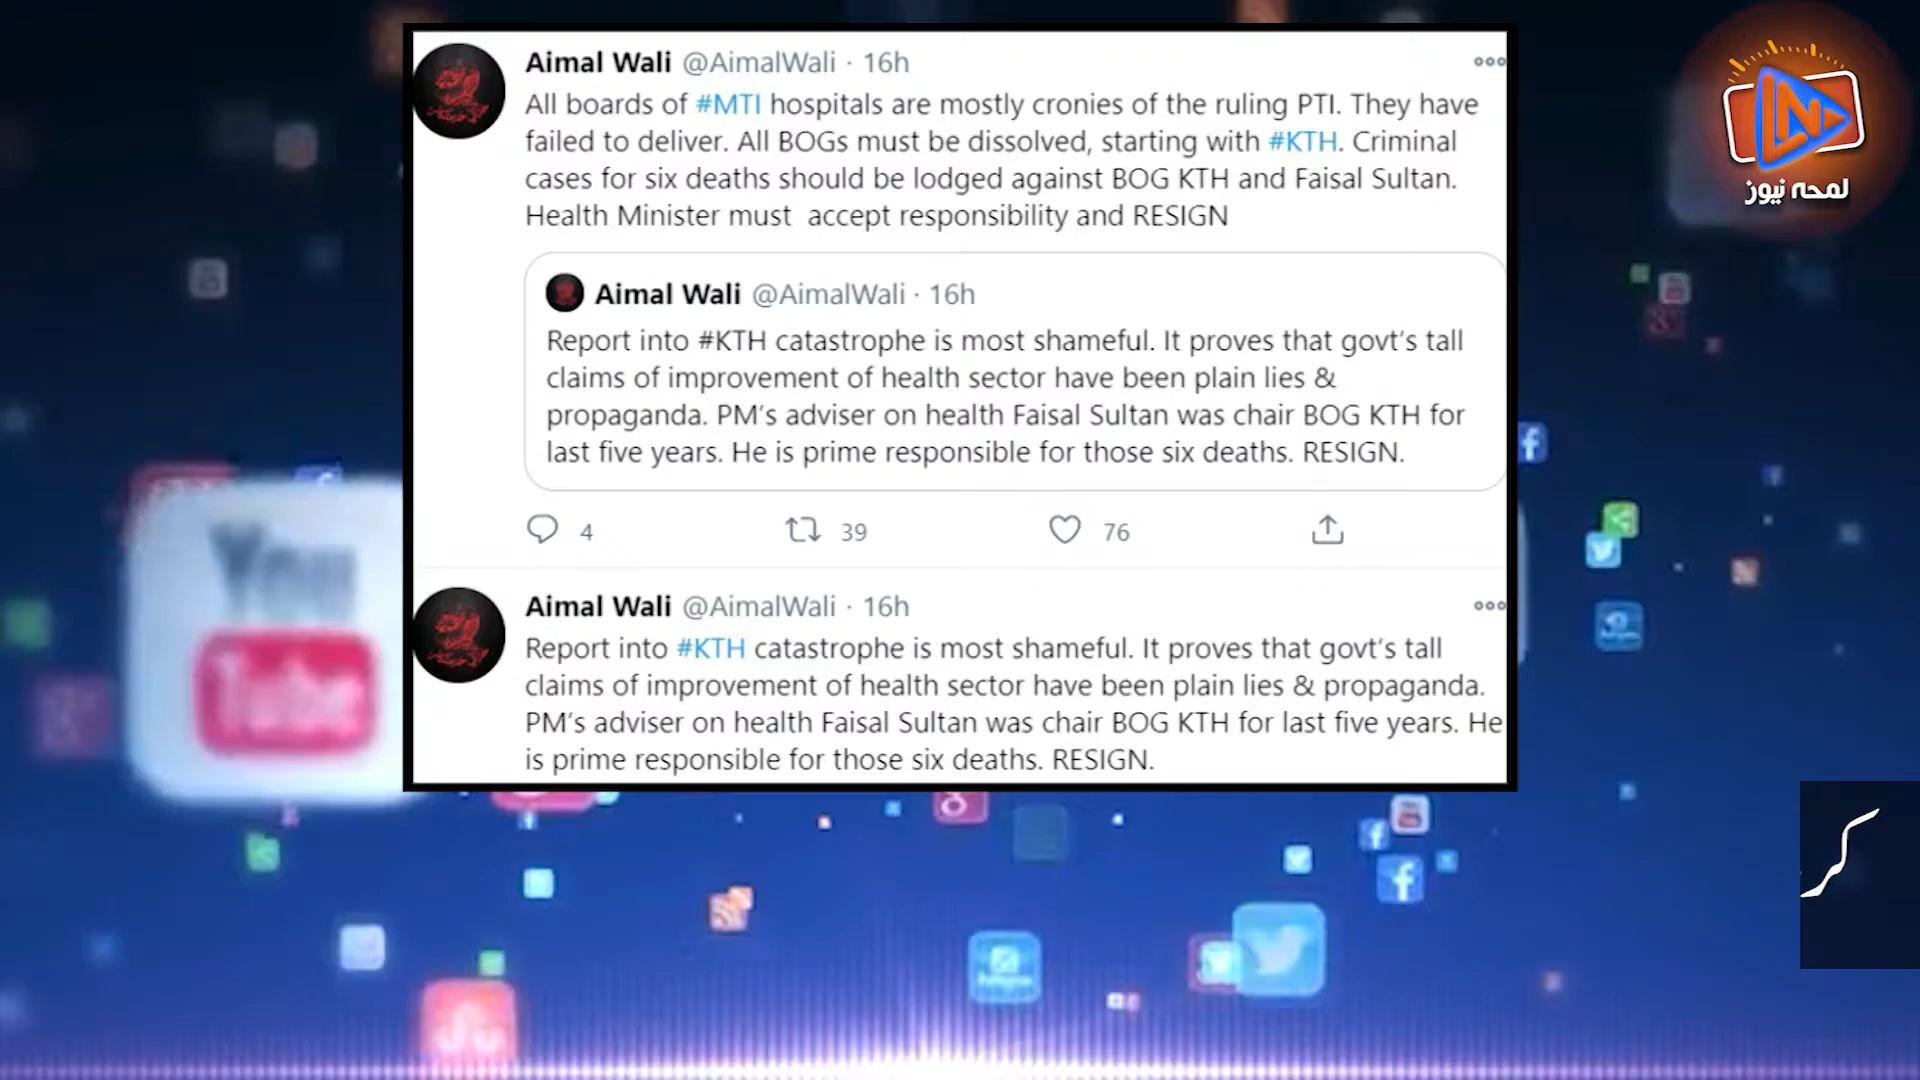 Aimal Wali @AimalWali · 16h
All boards of #MTI hospitals are mostly cronies of the ruling PTI. They have
failed to deliver. All BOGs must be dissolved, starting with #KTH. Criminal
cases for six deaths should be lodged against BOG KTH and Faisal Sultan.
Health Minister must accept responsibility and RESIGN
Aimal Wali @AimalWali · 16h
Report into #KTH catastrophe is most shameful. It proves that govt's tall
claims of improvement of health sector have been plain lies &
propaganda. PM's adviser on health Faisal Sultan was chair BOG KTH for
last five years. He is prime responsible for those six deaths. RESIGN.
4 39 76
Aimal Wali @AimalWali · 16h
Report into #KTH catastrophe is most shameful. It proves that govt's tall
claims of improvement of health sector have been plain lies & propaganda.
PM's adviser on health Faisal Sultan was chair BOG KTH for last five years. He
is prime responsible for those six deaths. RESIGN.
LN
لمحہ نیوز
You
Tube